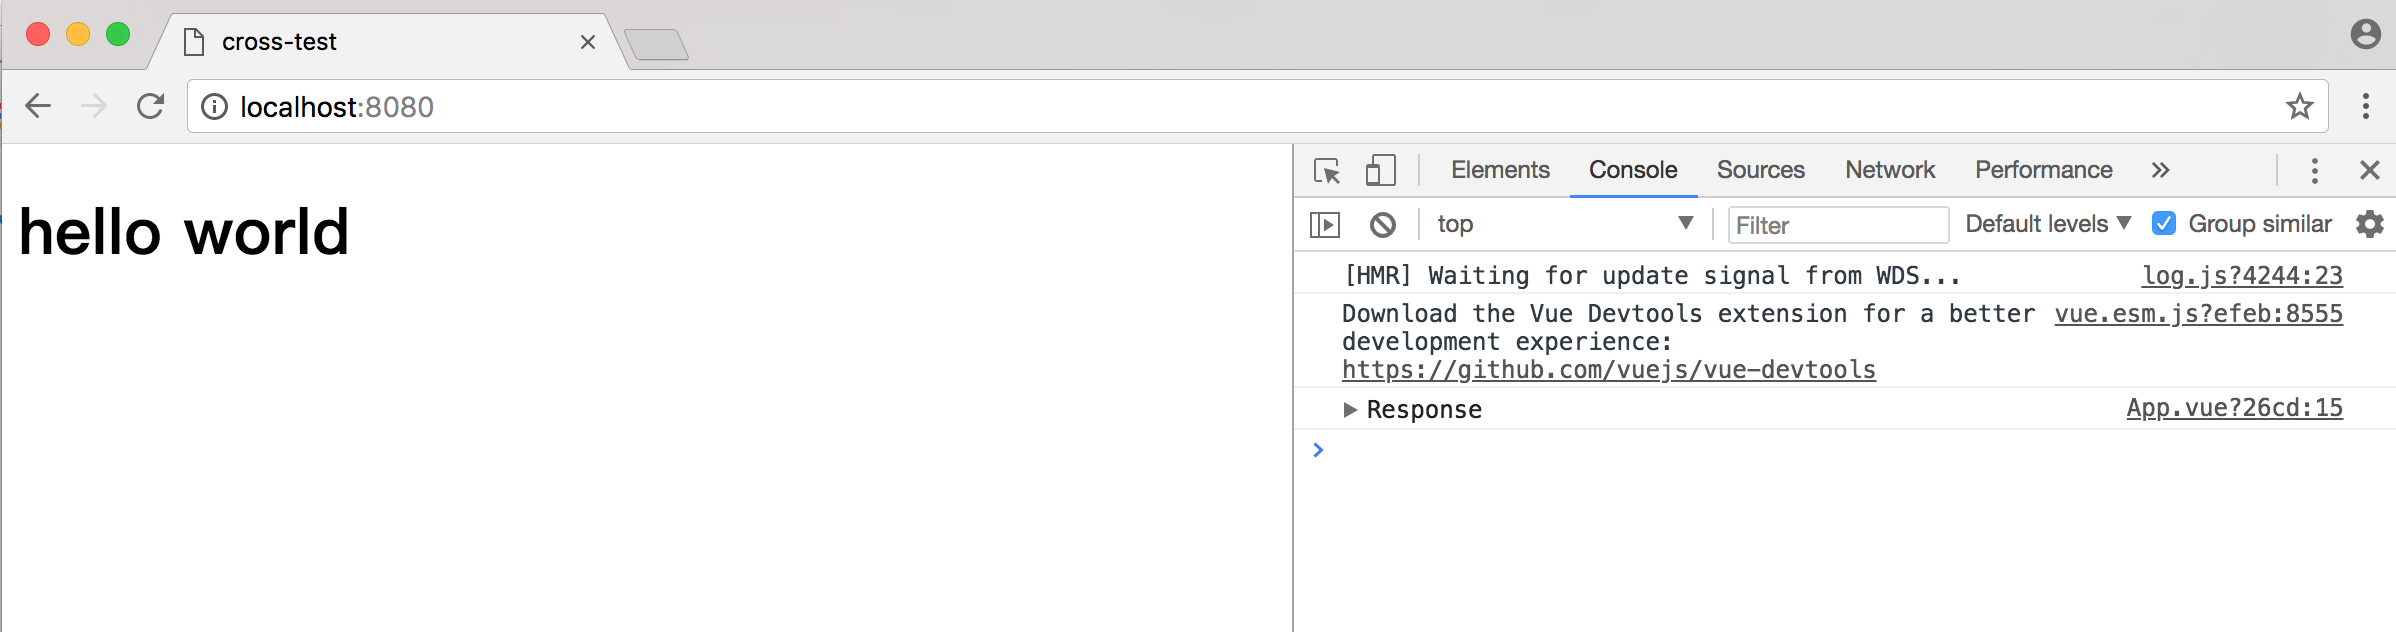 cross-test
localhost:8080
hello world
Elements Console Sources Network Performance
top Filter Default levels Group similar
[HMR] Waiting for update signal from WDS... log.js?4244:23
Download the Vue Devtools extension for a better vue.esm.js?efeb:8555
development experience:
https://github.com/vuejs/vue-devtools
Response App.vue?26cd:15